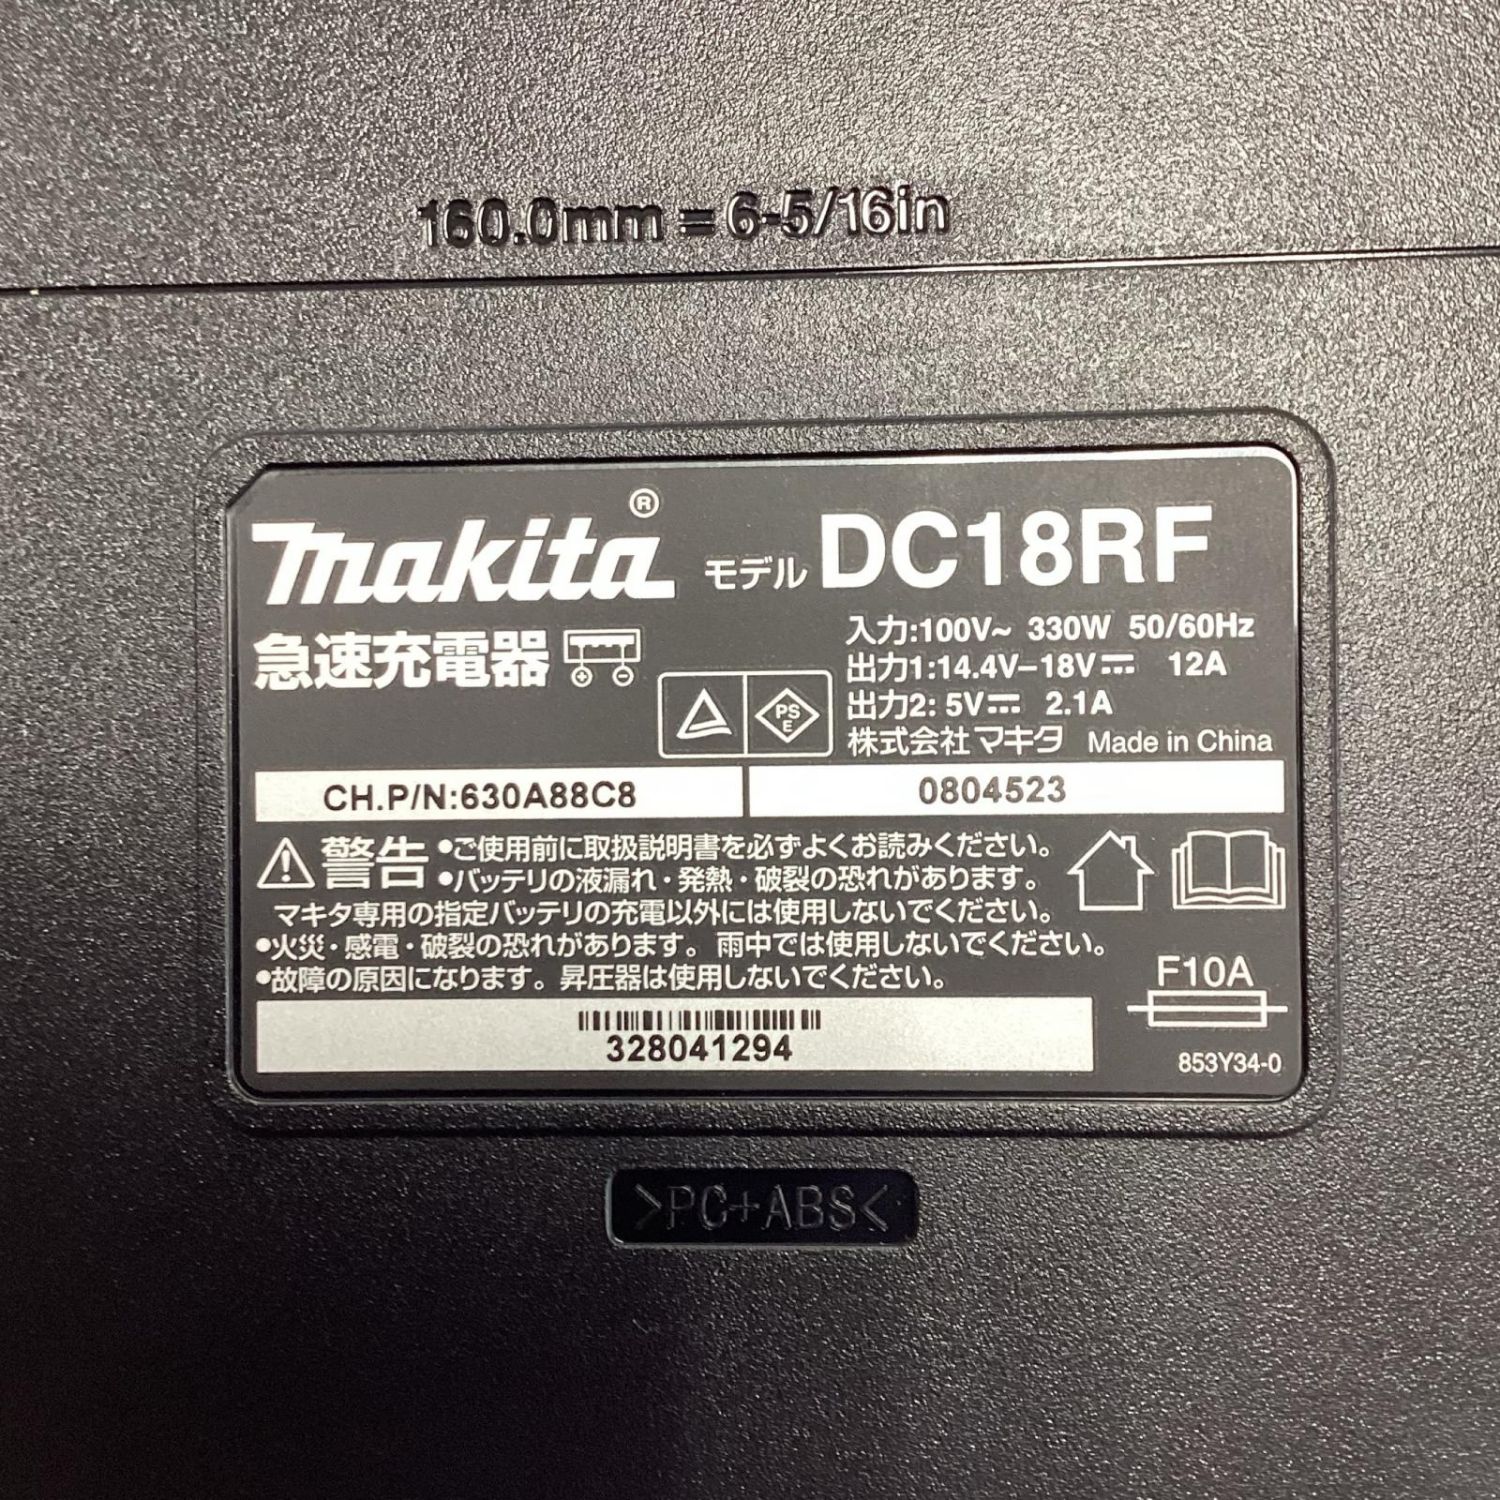 160.0mm = 6-5/16in
makita® モデル DC18RF
急速充電器
入力:100V~ 330W 50/60Hz
出力1:14.4V–18V⎓ 12A
出力2: 5V⎓ 2.1A
株式会社マキタ Made in China
PS
E
CH.P/N:630A88C8 0804523
警告 •ご使用前に取扱説明書を必ずよくお読みください。
•バッテリの液漏れ・発熱・破裂の恐れがあります。
マキタ専用の指定バッテリの充電以外には使用しないでください。
•火災・感電・破裂の恐れがあります。雨中では使用しないでください。
•故障の原因になります。昇圧器は使用しないでください。
F10A
328041294
853Y34-0
>PC+ABS<